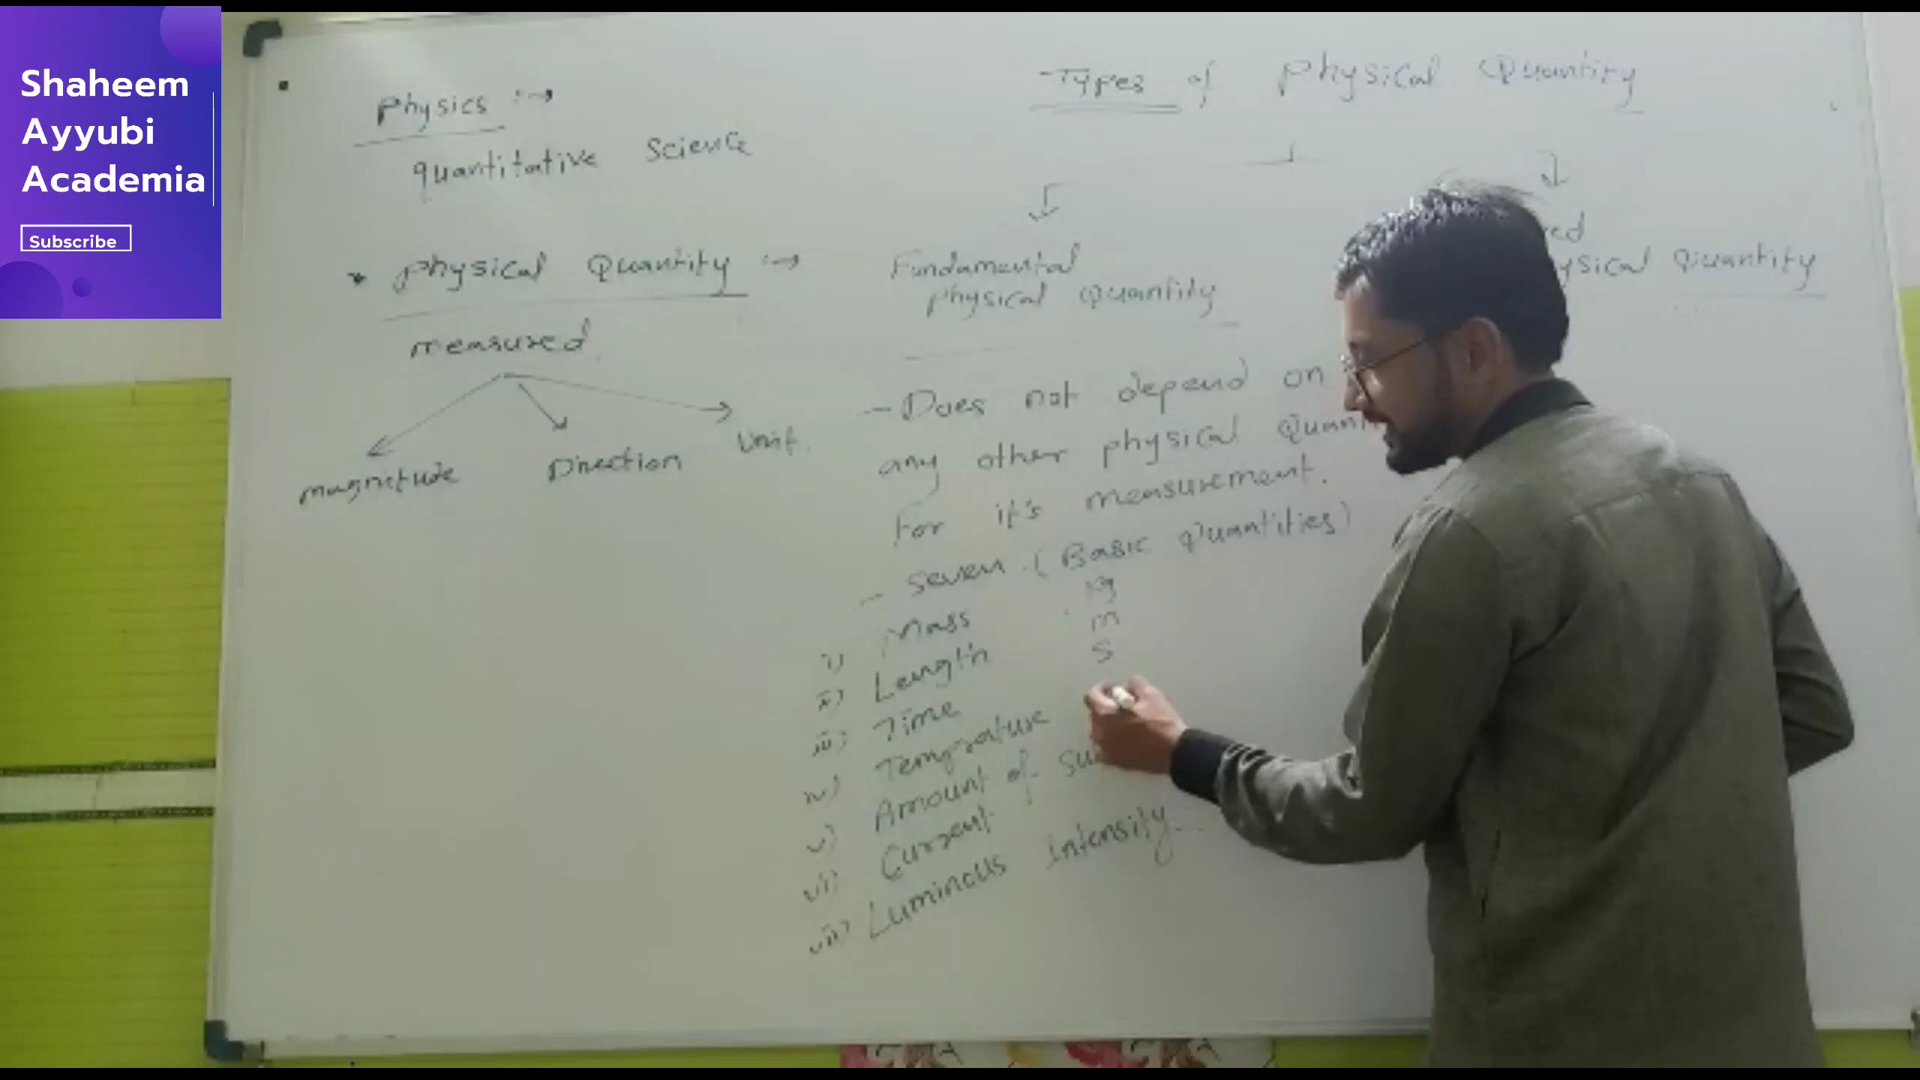 Shaheem
Ayyubi
Academia
Subscribe
Physics :→
quantitative Science
* Physical Quantity :→
measured
magnitude Direction Unit.
Types of Physical Quantity
Fundamental
Physical Quantity
Physical Quantity
- Does not depend on
any other physical
For it's measurement.
- Seven. (Basic Quantities)
i) Mass Kg
ii) Length m
iii) Time S
iv) Temprature
v) Amount of
vi) Current
vii) Luminous intensity..